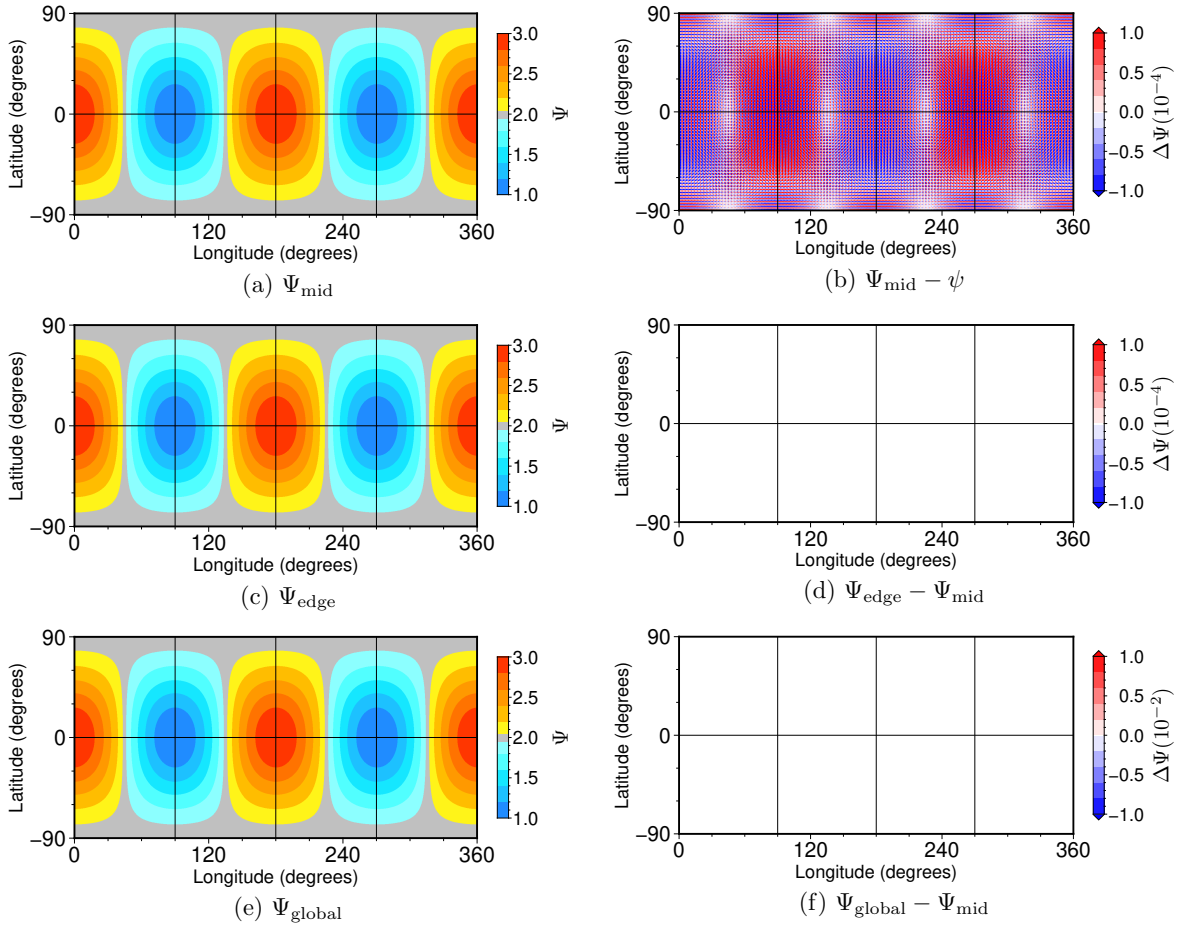 90
0
−90
Latitude (degrees)
0 120 240 360
Longitude (degrees)
3.0
2.5
2.0
1.5
1.0
Ψ
(a) Ψmid
90
0
−90
Latitude (degrees)
0 120 240 360
Longitude (degrees)
1.0
0.5
0.0
−0.5
−1.0
ΔΨ(10−4)
(b) Ψmid − ψ
90
0
−90
Latitude (degrees)
0 120 240 360
Longitude (degrees)
3.0
2.5
2.0
1.5
1.0
Ψ
(c) Ψedge
90
0
−90
Latitude (degrees)
0 120 240 360
Longitude (degrees)
1.0
0.5
0.0
−0.5
−1.0
ΔΨ(10−4)
(d) Ψedge − Ψmid
90
0
−90
Latitude (degrees)
0 120 240 360
Longitude (degrees)
3.0
2.5
2.0
1.5
1.0
Ψ
(e) Ψglobal
90
0
−90
Latitude (degrees)
0 120 240 360
Longitude (degrees)
1.0
0.5
0.0
−0.5
−1.0
ΔΨ(10−2)
(f) Ψglobal − Ψmid